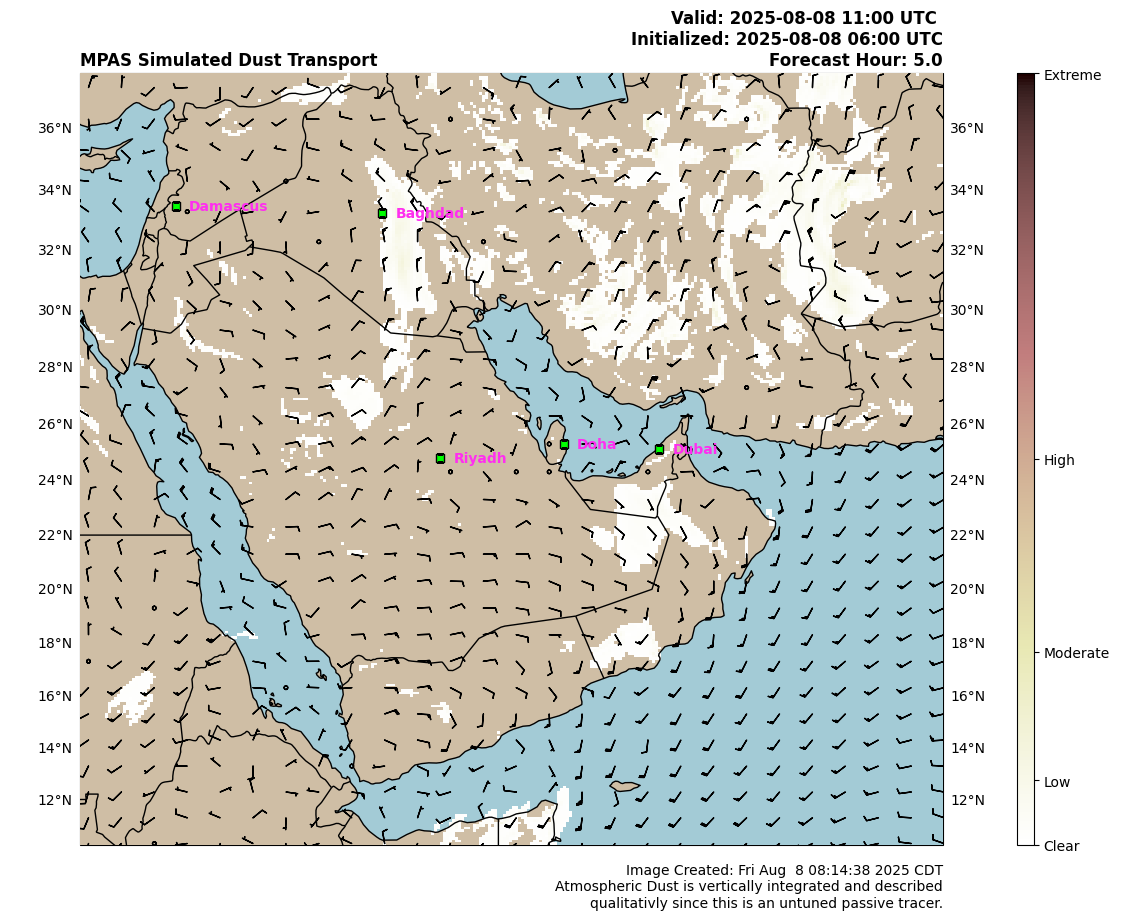 Valid: 2025-08-08 11:00 UTC
Initialized: 2025-08-08 06:00 UTC
MPAS Simulated Dust Transport
Forecast Hour: 5.0
36°N
34°N
32°N
30°N
28°N
26°N
24°N
22°N
20°N
18°N
16°N
14°N
12°N
Damascus
Baghdad
Riyadh
Doha
Dubai
36°N
34°N
32°N
30°N
28°N
26°N
24°N
22°N
20°N
18°N
16°N
14°N
12°N
Extreme
High
Moderate
Low
Clear
Image Created: Fri Aug  8 08:14:38 2025 CDT
Atmospheric Dust is vertically integrated and described
qualitativly since this is an untuned passive tracer.